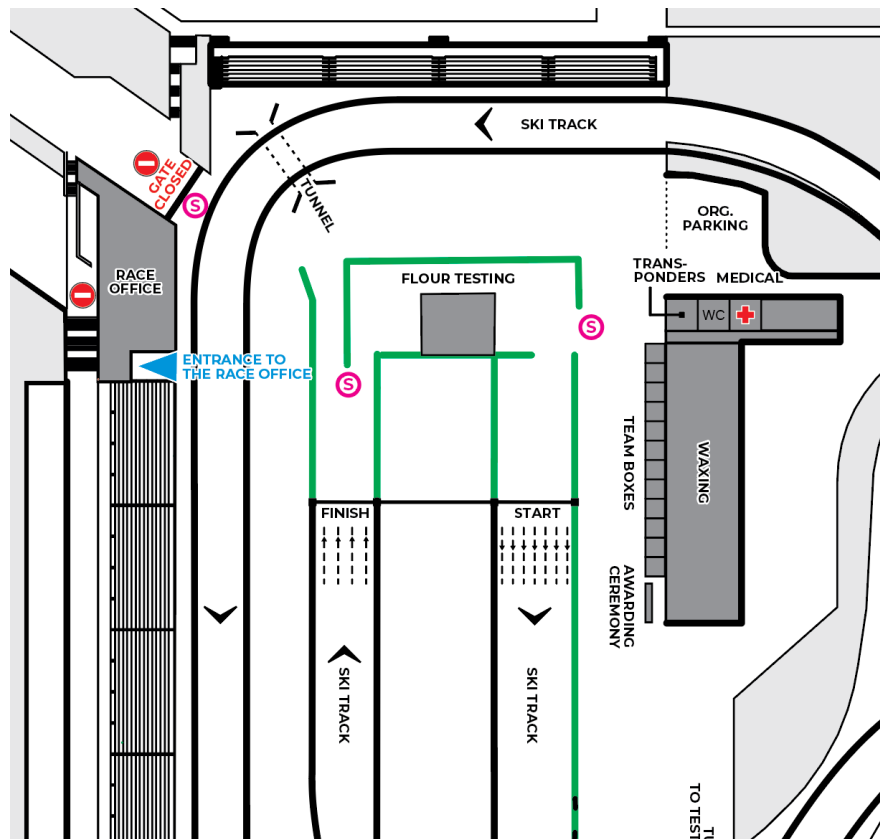 SKI TRACK
GATE
CLOSED
S
TUNNEL
ORG.
PARKING
RACE
OFFICE
FLOUR TESTING
TRANS-
PONDERS
MEDICAL
WC
S
ENTRANCE TO
THE RACE OFFICE
S
TEAM BOXES
WAXING
FINISH
START
AWARDING
CEREMONY
SKI TRACK
SKI TRACK
TO TEST